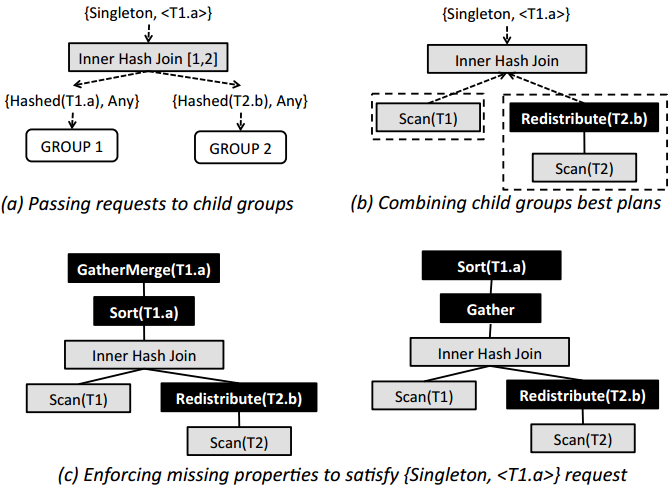 {Singleton, <T1.a>}
Inner Hash Join [1,2]
{Hashed(T1.a), Any}
{Hashed(T2.b), Any}
GROUP 1
GROUP 2
(a) Passing requests to child groups
{Singleton, <T1.a>}
Inner Hash Join
Scan(T1)
Redistribute(T2.b)
Scan(T2)
(b) Combining child groups best plans
GatherMerge(T1.a)
Sort(T1.a)
Inner Hash Join
Scan(T1)
Redistribute(T2.b)
Scan(T2)
Sort(T1.a)
Gather
Inner Hash Join
Scan(T1)
Redistribute(T2.b)
Scan(T2)
(c) Enforcing missing properties to satisfy {Singleton, <T1.a>} request